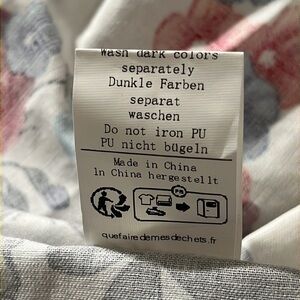 Wash dark colors
separately
Dunkle Farben
separat
waschen
Do not iron PU
PU nicht bügeln
Made in China
In China hergestellt
FR
quefairedemesdechets.fr